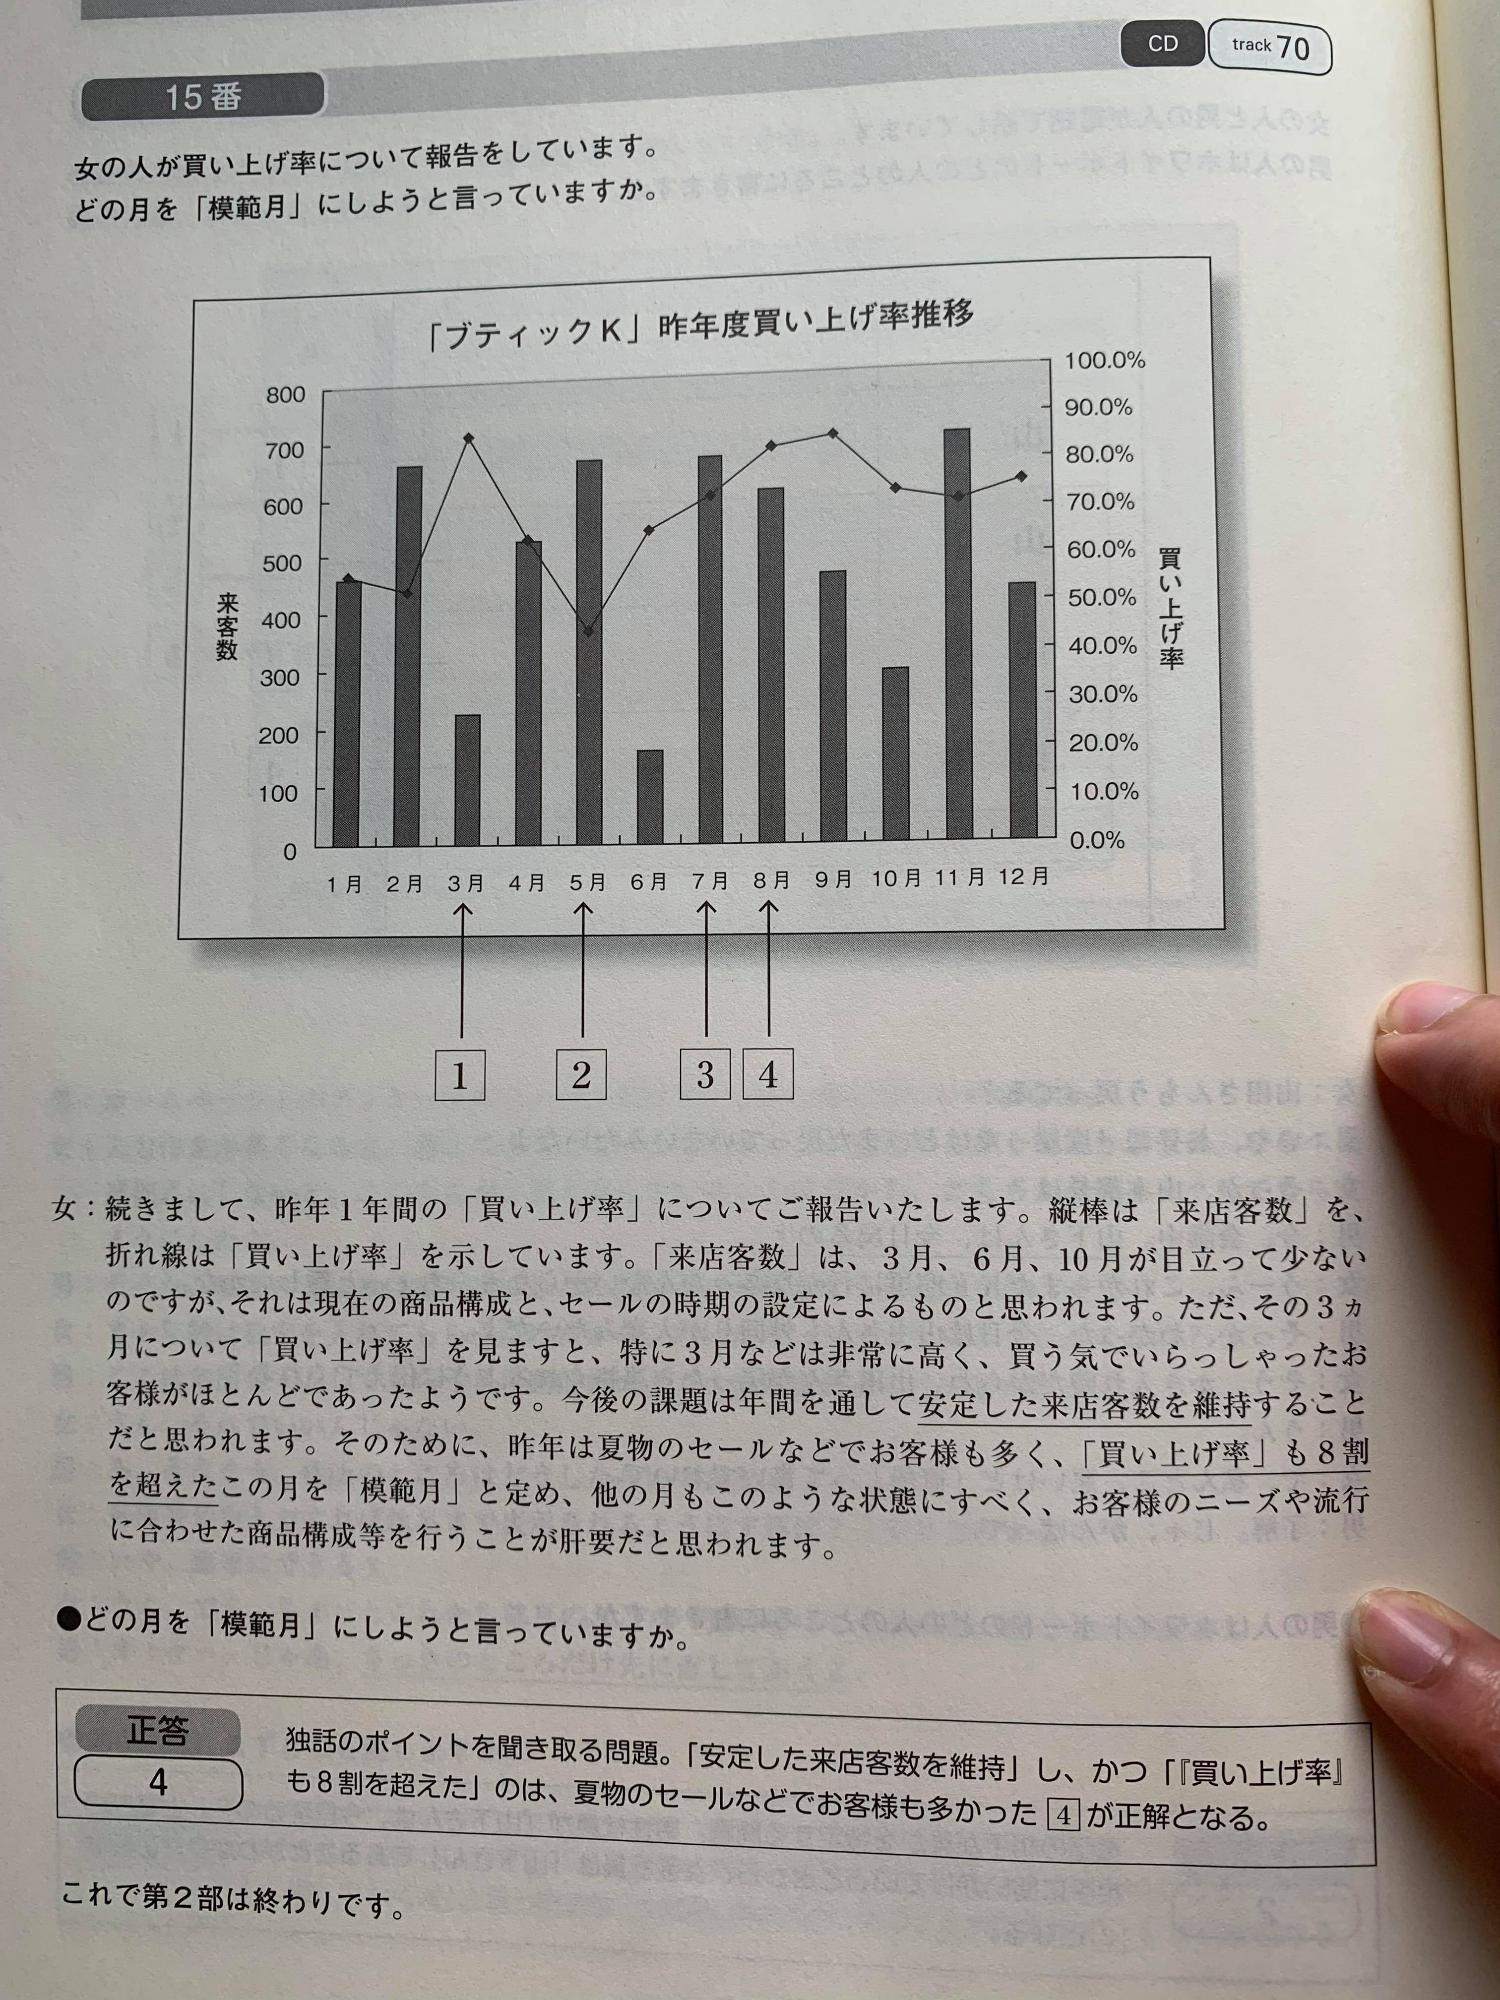 CD track 70
15番
女の人が買い上げ率について報告をしています。
どの月を「模範月」にしようと言っていますか。
「ブティックK」昨年度買い上げ率推移
800
700
600
500
400
300
200
100
0
来客数
100.0%
90.0%
80.0%
70.0%
60.0%
50.0%
40.0%
30.0%
20.0%
10.0%
0.0%
買い上げ率
1月 2月 3月 4月 5月 6月 7月 8月 9月 10月 11月 12月
1 2 3 4
女：続きまして、昨年1年間の「買い上げ率」についてご報告いたします。縦棒は「来店客数」を、
折れ線は「買い上げ率」を示しています。「来店客数」は、3月、6月、10月が目立って少ない
のですが、それは現在の商品構成と、セールの時期の設定によるものと思われます。ただ、その3ヵ
月について「買い上げ率」を見ますと、特に3月などは非常に高く、買う気でいらっしゃったお
客様がほとんどであったようです。今後の課題は年間を通して安定した来店客数を維持すること
だと思われます。そのために、昨年は夏物のセールなどでお客様も多く、「買い上げ率」も8割
を超えたこの月を「模範月」と定め、他の月もこのような状態にすべく、お客様のニーズや流行
に合わせた商品構成等を行うことが肝要だと思われます。
●どの月を「模範月」にしようと言っていますか。
正答
4
独話のポイントを聞き取る問題。「安定した来店客数を維持」し、かつ「『買い上げ率』
も8割を超えた」のは、夏物のセールなどでお客様も多かった4が正解となる。
これで第2部は終わりです。